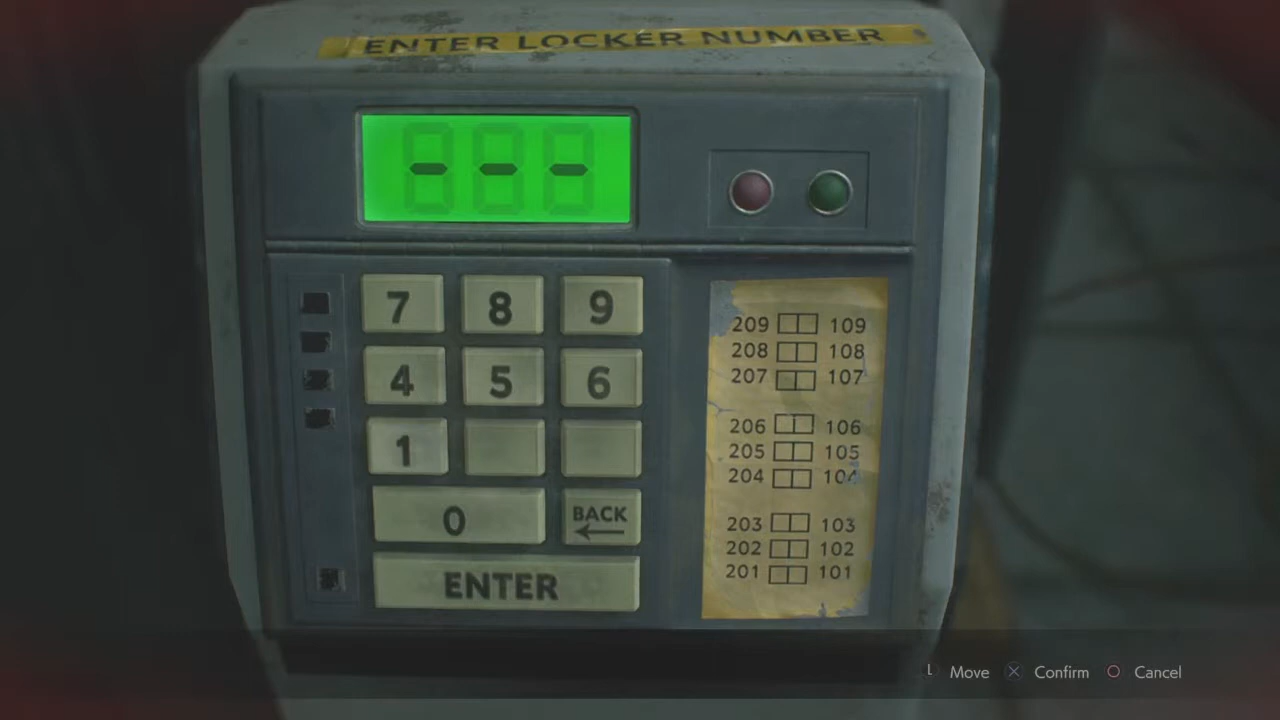 ENTER LOCKER NUMBER
- - -
7 8 9
4 5 6
1
0 BACK
ENTER
209 109
208 108
207 107
206 106
205 105
204 104
203 103
202 102
201 101
L Move Confirm Cancel